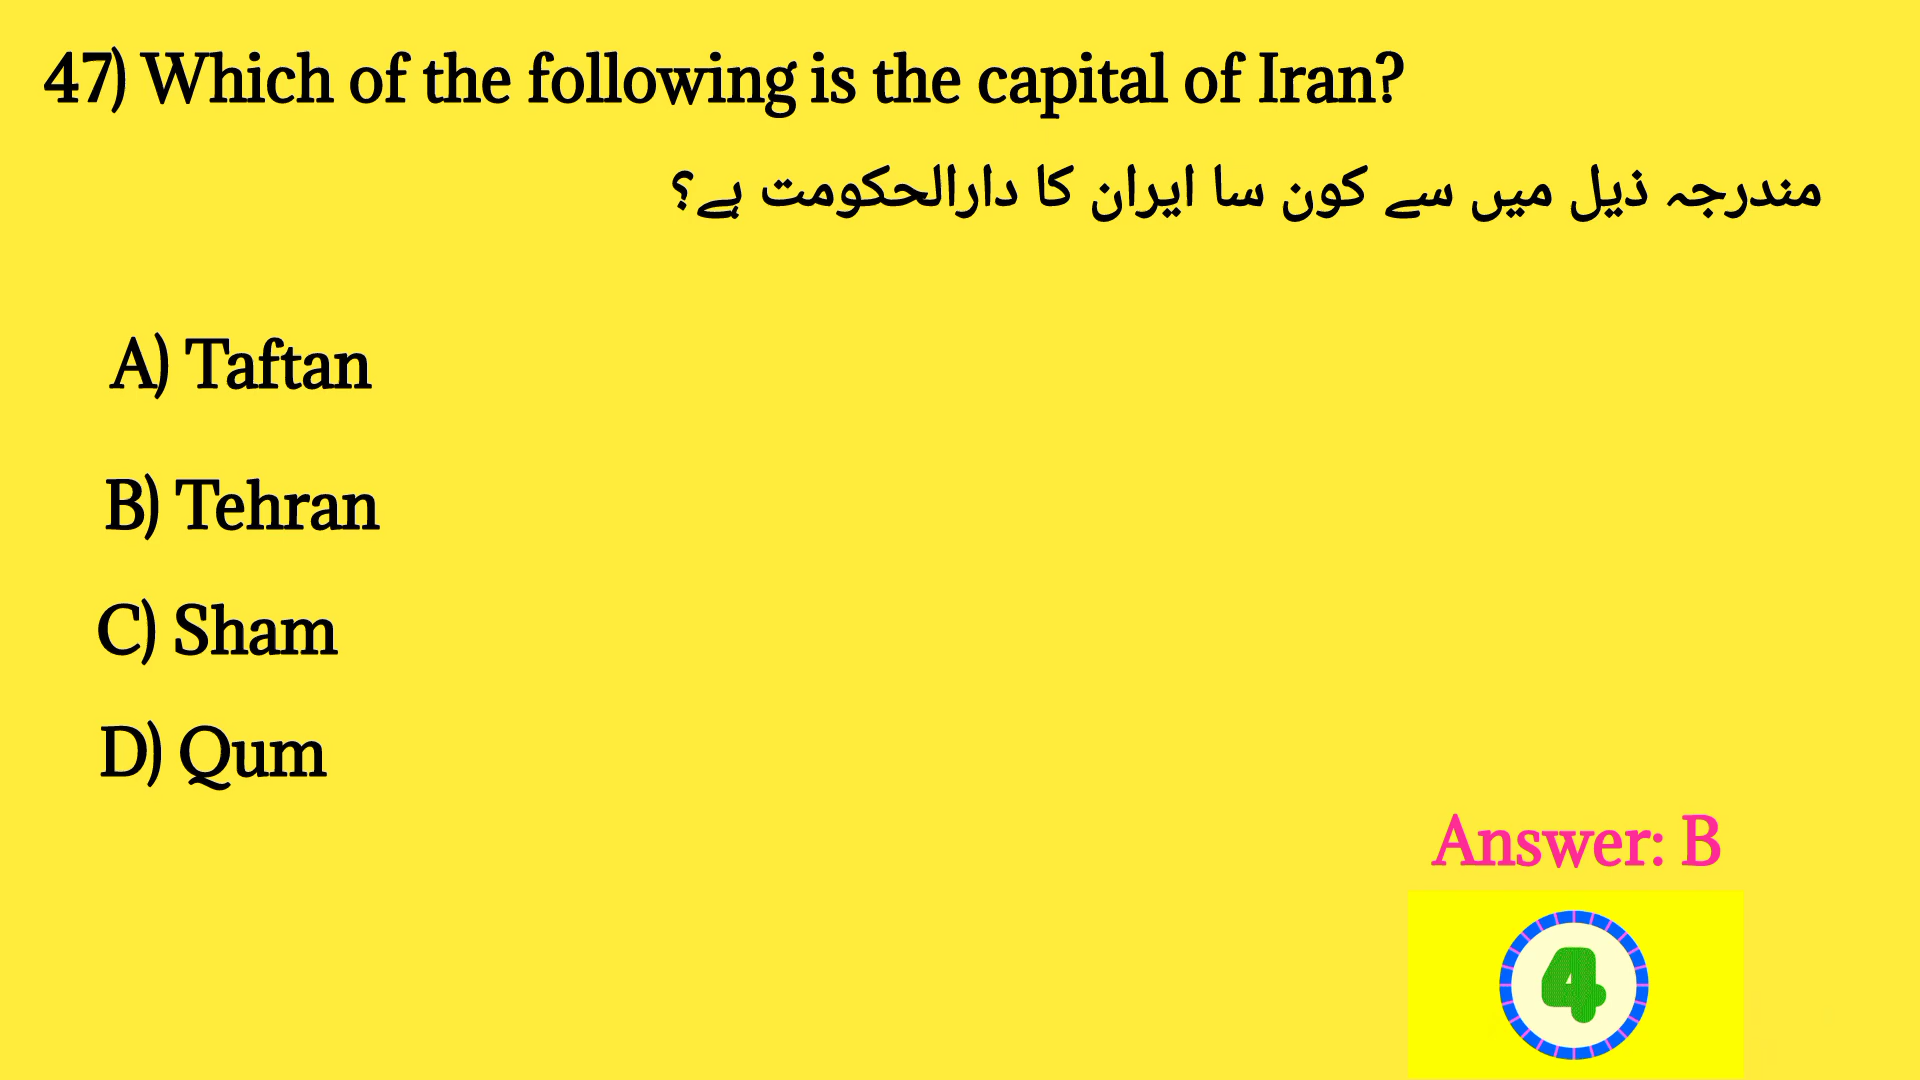 47) Which of the following is the capital of Iran?
مندرجہ ذیل میں سے کون سا ایران کا دارالحکومت ہے؟
A) Taftan
B) Tehran
C) Sham
D) Qum
Answer: B
4